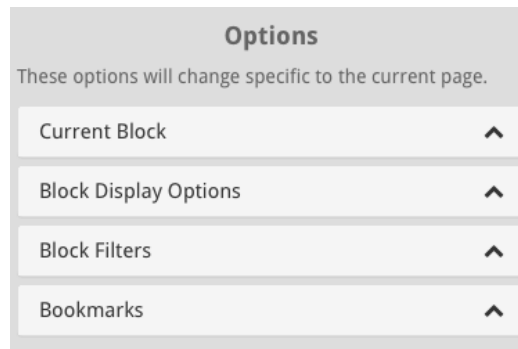 Options
These options will change specific to the current page.
Current Block
Block Display Options
Block Filters
Bookmarks